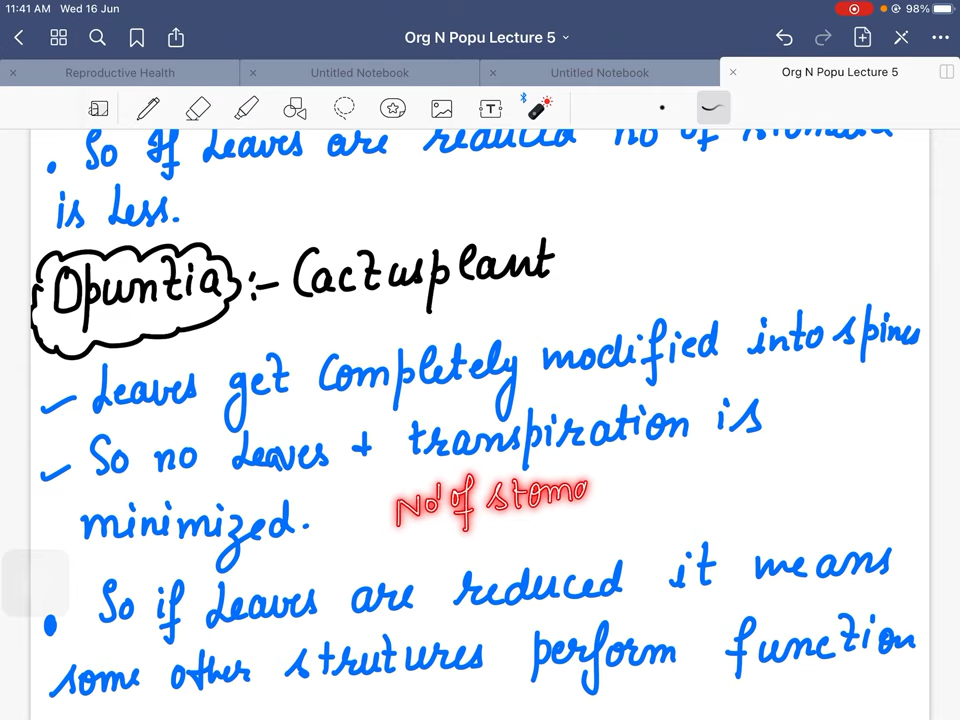 11:41 AM Wed 16 Jun 98%
Org N Popu Lecture 5
Reproductive Health Untitled Notebook Untitled Notebook Org N Popu Lecture 5
. So If Leaves are reduced no of stomata
is Less.
Opuntia :- Cactusplant
Leaves get completely modified into spines
So no Leaves + transpiration is
minimized. No of stoma
. So if Leaves are reduced it means
some other strutures perform function